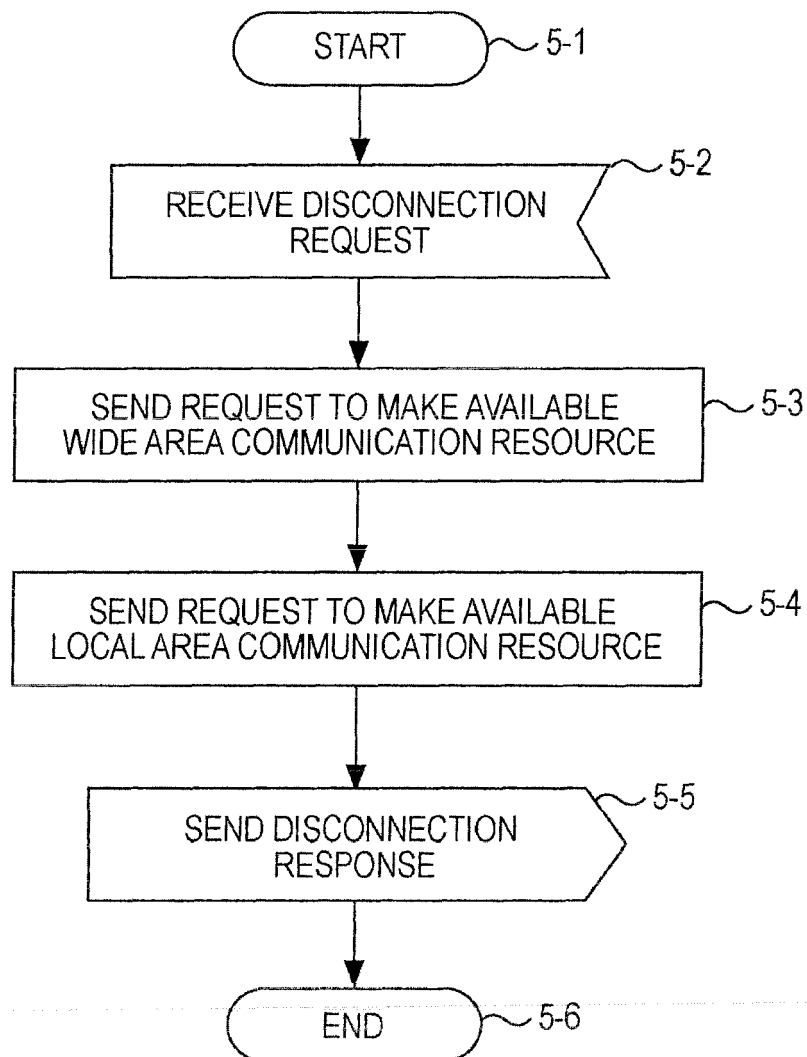 START
5-1
RECEIVE DISCONNECTION
REQUEST
5-2
SEND REQUEST TO MAKE AVAILABLE
WIDE AREA COMMUNICATION RESOURCE
5-3
SEND REQUEST TO MAKE AVAILABLE
LOCAL AREA COMMUNICATION RESOURCE
5-4
SEND DISCONNECTION
RESPONSE
5-5
END
5-6